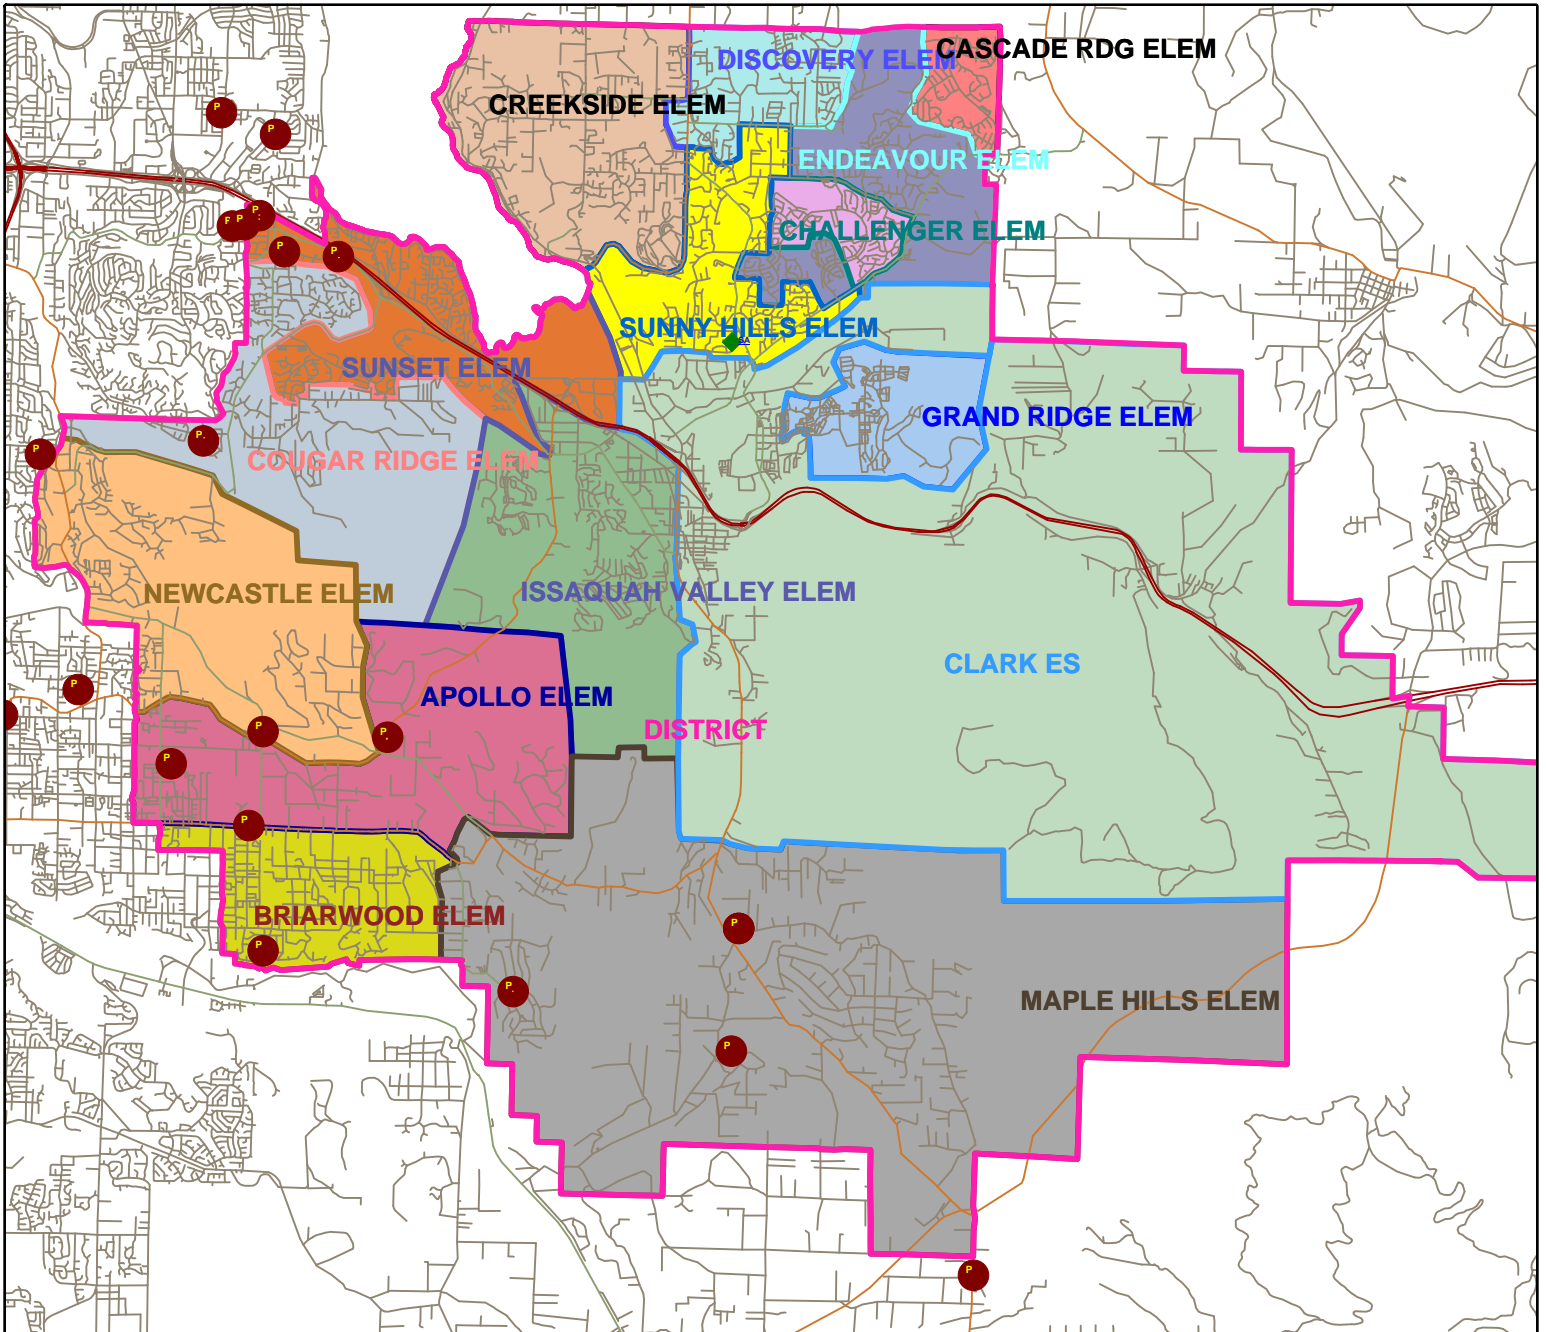 CASCADE RDG ELEM
DISCOVERY ELEM
CREEKSIDE ELEM
P
P
ENDEAVOUR ELEM
P
P
P
CHALLENGER ELEM
P
P.
SUNNY HILLS ELEM
SUNSET ELEM
GRAND RIDGE ELEM
P.
P
COUGAR RIDGE ELEM
NEWCASTLE ELEM
ISSAQUAH VALLEY ELEM
CLARK ES
P
APOLLO ELEM
P
P.
DISTRICT
P
P
BRIARWOOD ELEM
P
P
P.
MAPLE HILLS ELEM
P
P